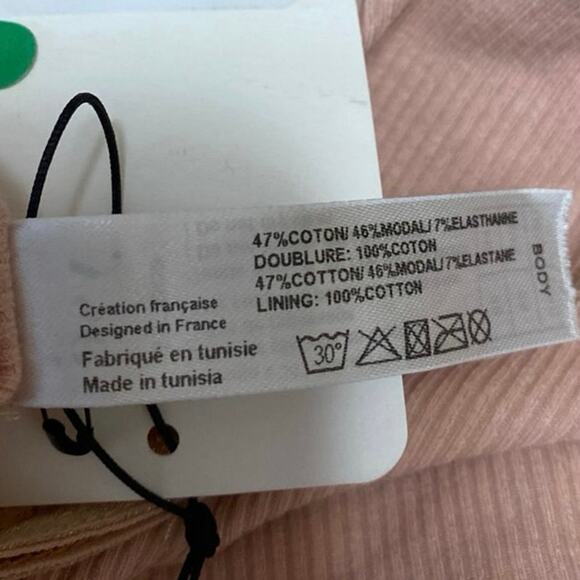 47%COTON/ 46%MODAL/ 7%ELASTHANNE
DOUBLURE: 100%COTON
47%COTTON/ 46%MODAL/ 7%ELASTANE
LINING: 100%COTTON
BODY
Création française
Designed in France
Fabriqué en tunisie
Made in tunisia
30°